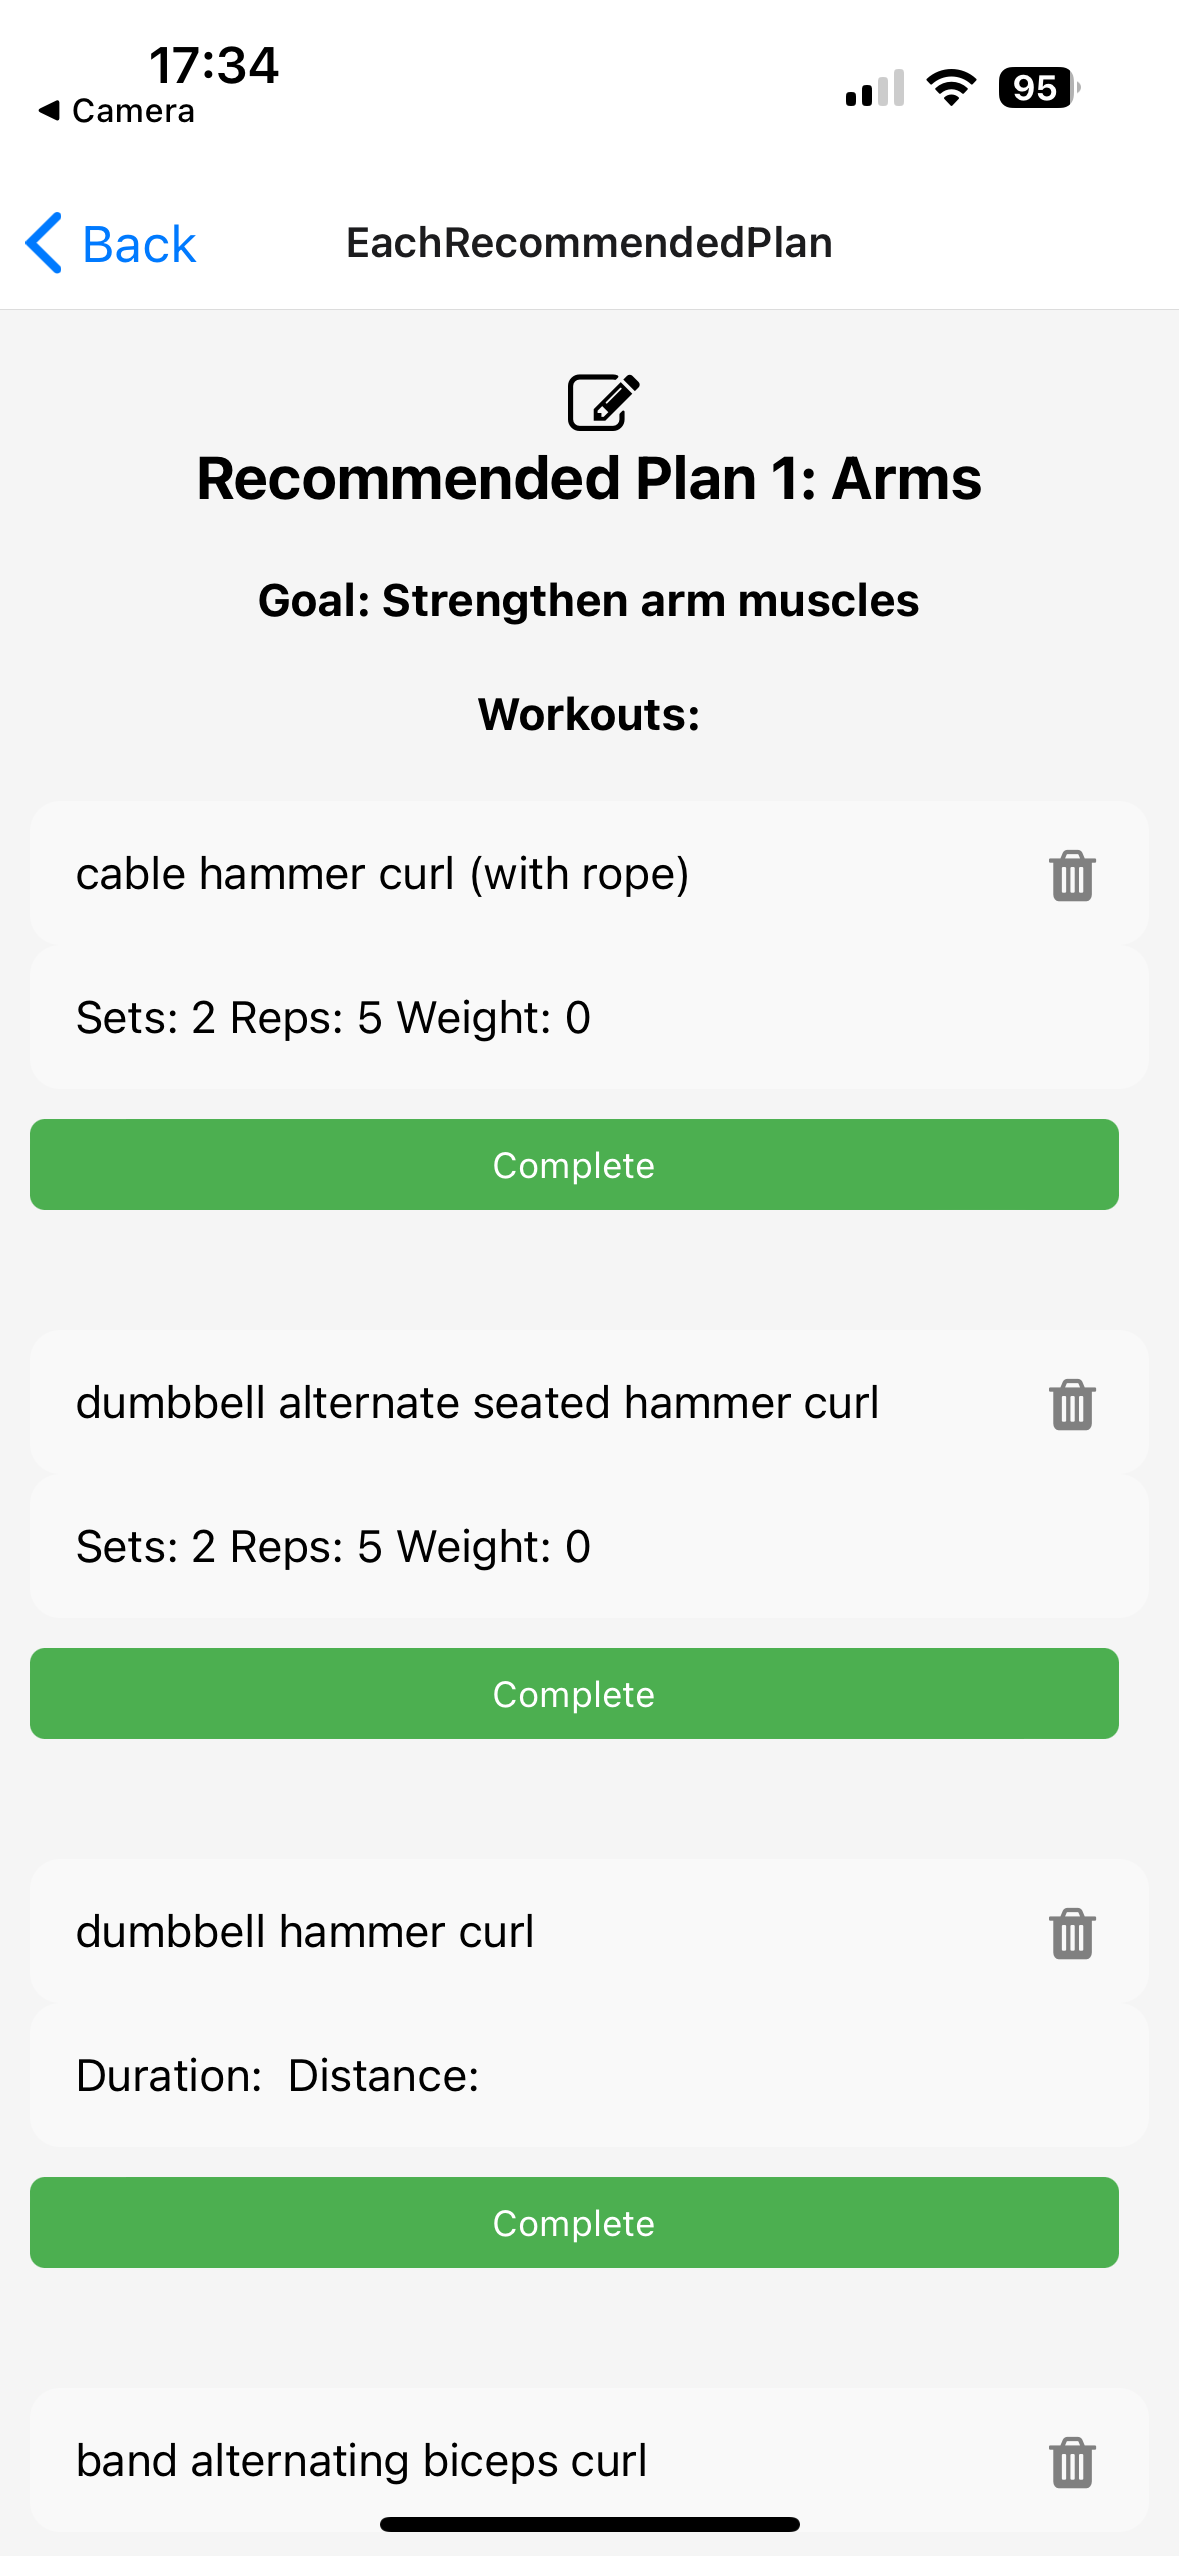 17:34
◀ Camera
95
Back
EachRecommendedPlan
Recommended Plan 1: Arms
Goal: Strengthen arm muscles
Workouts:
cable hammer curl (with rope)
Sets: 2 Reps: 5 Weight: 0
Complete
dumbbell alternate seated hammer curl
Sets: 2 Reps: 5 Weight: 0
Complete
dumbbell hammer curl
Duration:  Distance:
Complete
band alternating biceps curl